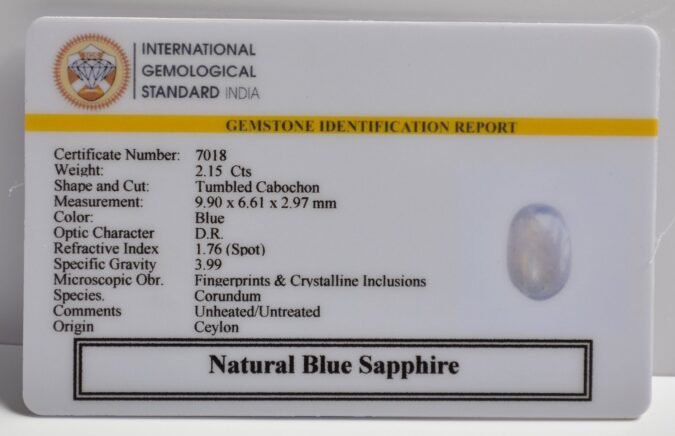 INTERNATIONAL
GEMOLOGICAL
STANDARD INDIA
GEMSTONE IDENTIFICATION REPORT
Certificate Number: 7018
Weight: 2.15 Cts
Shape and Cut: Tumbled Cabochon
Measurement: 9.90 x 6.61 x 2.97 mm
Color: Blue
Optic Character D.R.
Refractive Index 1.76 (Spot)
Specific Gravity 3.99
Microscopic Obr. Fingerprints & Crystalline Inclusions
Species. Corundum
Comments Unheated/Untreated
Origin Ceylon
Natural Blue Sapphire